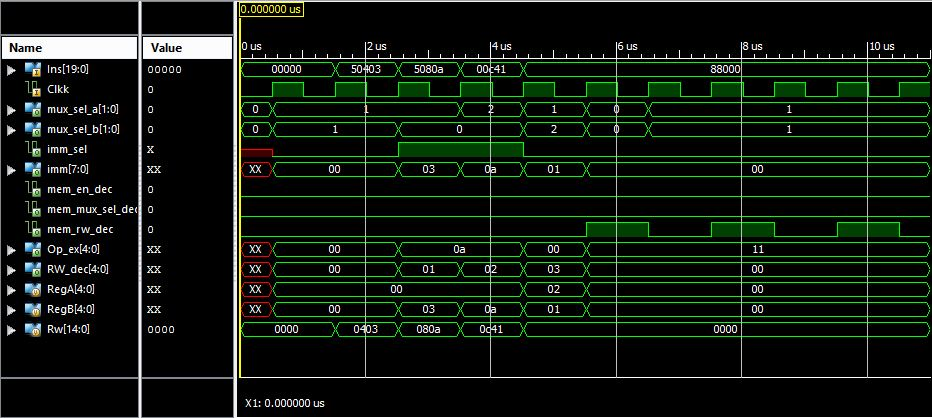 0.000000 us
Name Value 0 us 2 us 4 us 6 us 8 us 10 us
Ins[19:0] 00000 00000 50403 5080a 00c41 88000
Clkk 0
mux_sel_a[1:0] 0 0 1 2 1 0 1
mux_sel_b[1:0] 0 0 1 0 2 0 1
imm_sel X
imm[7:0] XX XX 00 03 0a 01 00
mem_en_dec 0
mem_mux_sel_dec 0
mem_rw_dec 0
Op_ex[4:0] XX XX 00 0a 00 11
RW_dec[4:0] XX XX 00 01 02 03 00
RegA[4:0] XX XX 00 02 00
RegB[4:0] XX XX 00 03 0a 01 00
Rw[14:0] 0000 0000 0403 080a 0c41 0000
X1: 0.000000 us